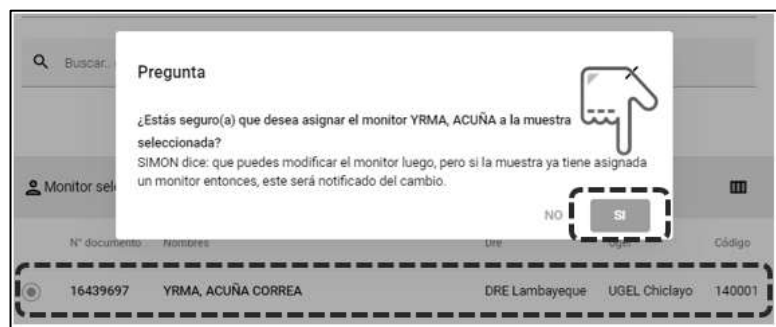 Buscar..
Pregunta
¿Estás seguro(a) que desea asignar el monitor YRMA, ACUÑA a la muestra
seleccionada?
SIMON dice: que puedes modificar el monitor luego, pero si la muestra ya tiene asignada
un monitor entonces, este será notificado del cambio.
Monitor sel
NO SI
N° documento Nombres Dre Ugel Código
16439697 YRMA, ACUÑA CORREA DRE Lambayeque UGEL Chiclayo 140001